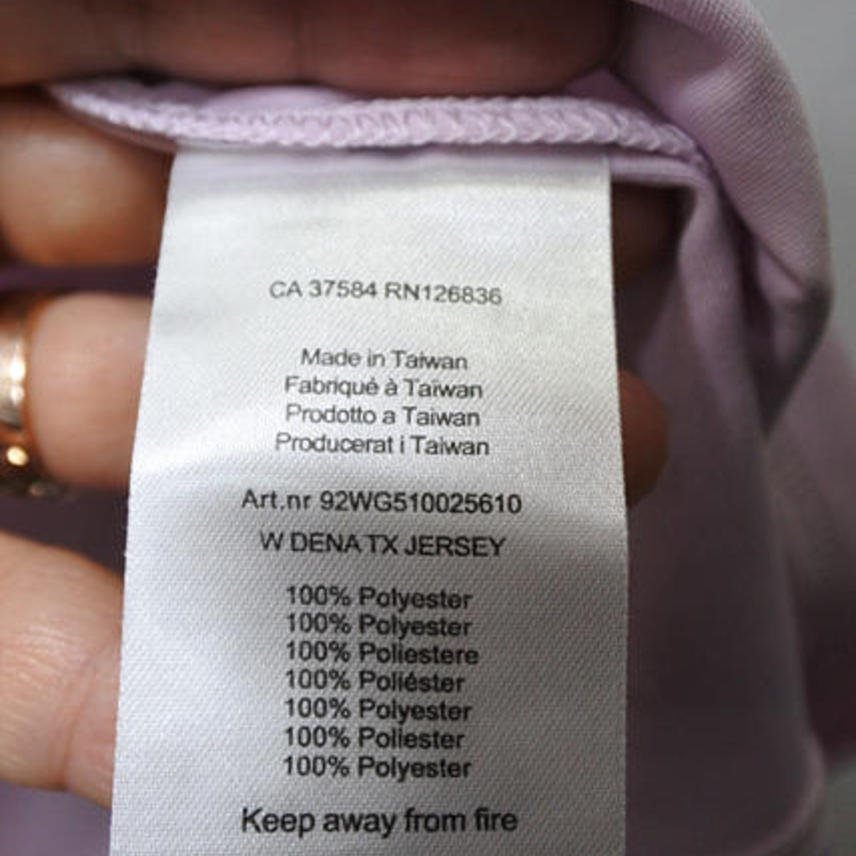 CA 37584 RN126836
Made in Taiwan
Fabriqué à Taïwan
Prodotto a Taiwan
Producerat i Taiwan
Art.nr 92WG510025610
W DENA TX JERSEY
100% Polyester
100% Polyester
100% Poliestere
100% Poliéster
100% Polyester
100% Poliester
100% Polyester
Keep away from fire